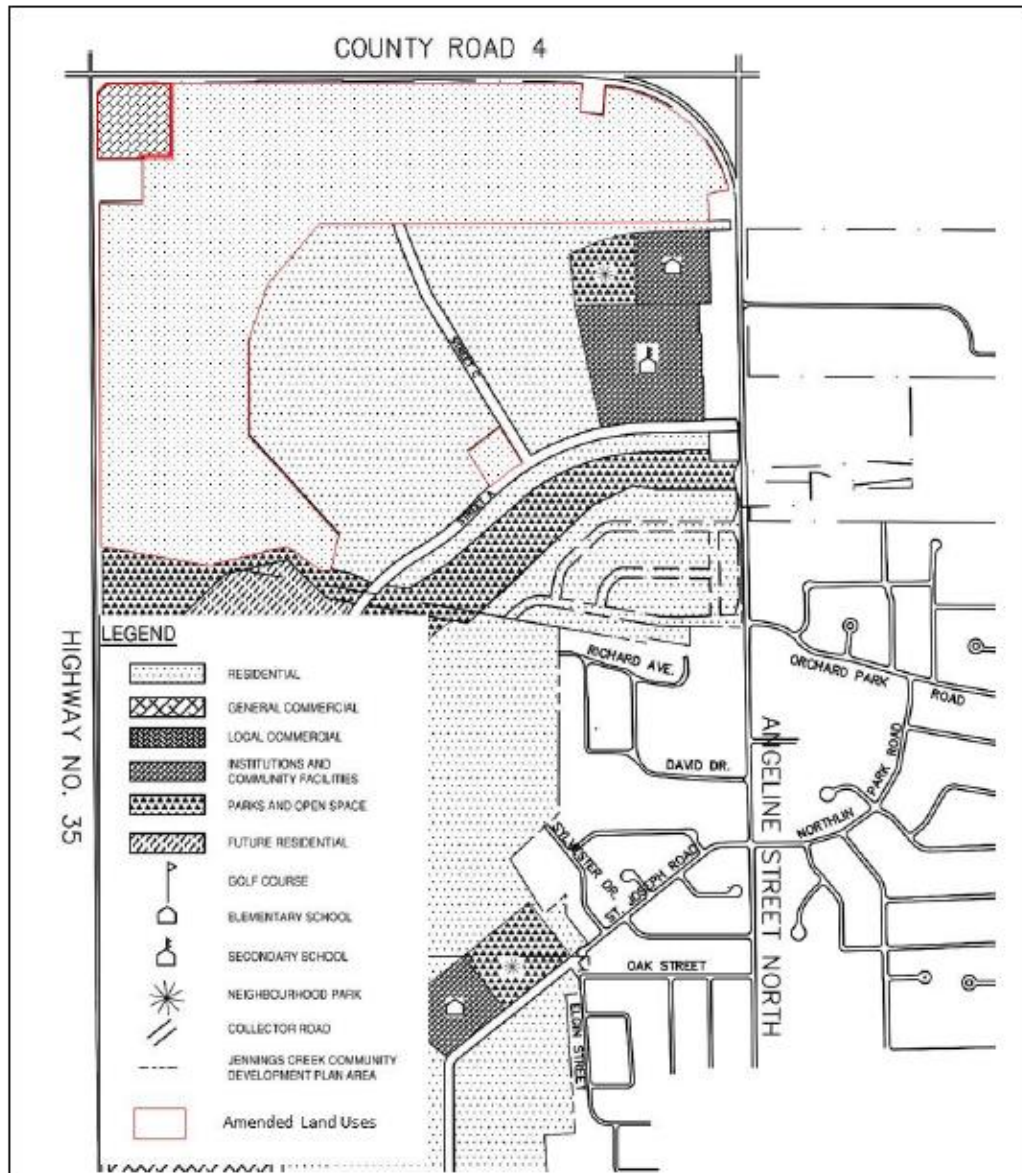 COUNTY ROAD 4
STREET C
STREET A
HIGHWAY NO. 35
LEGEND
RESIDENTIAL
GENERAL COMMERCIAL
LOCAL COMMERCIAL
INSTITUTIONS AND
COMMUNITY FACILITIES
PARKS AND OPEN SPACE
FUTURE RESIDENTIAL
GOLF COURSE
ELEMENTARY SCHOOL
SECONDARY SCHOOL
NEIGHBOURHOOD PARK
COLLECTOR ROAD
JENNINGS CREEK COMMUNITY
DEVELOPMENT PLAN AREA
Amended Land Uses
RICHARD AVE.
ORCHARD PARK
ROAD
DAVID DR.
ANGELINE STREET NORTH
NORTHLIN
PARK ROAD
SYLVESTER DR.
ST. JOSEPH ROAD
OAK STREET
ELGIN STREET